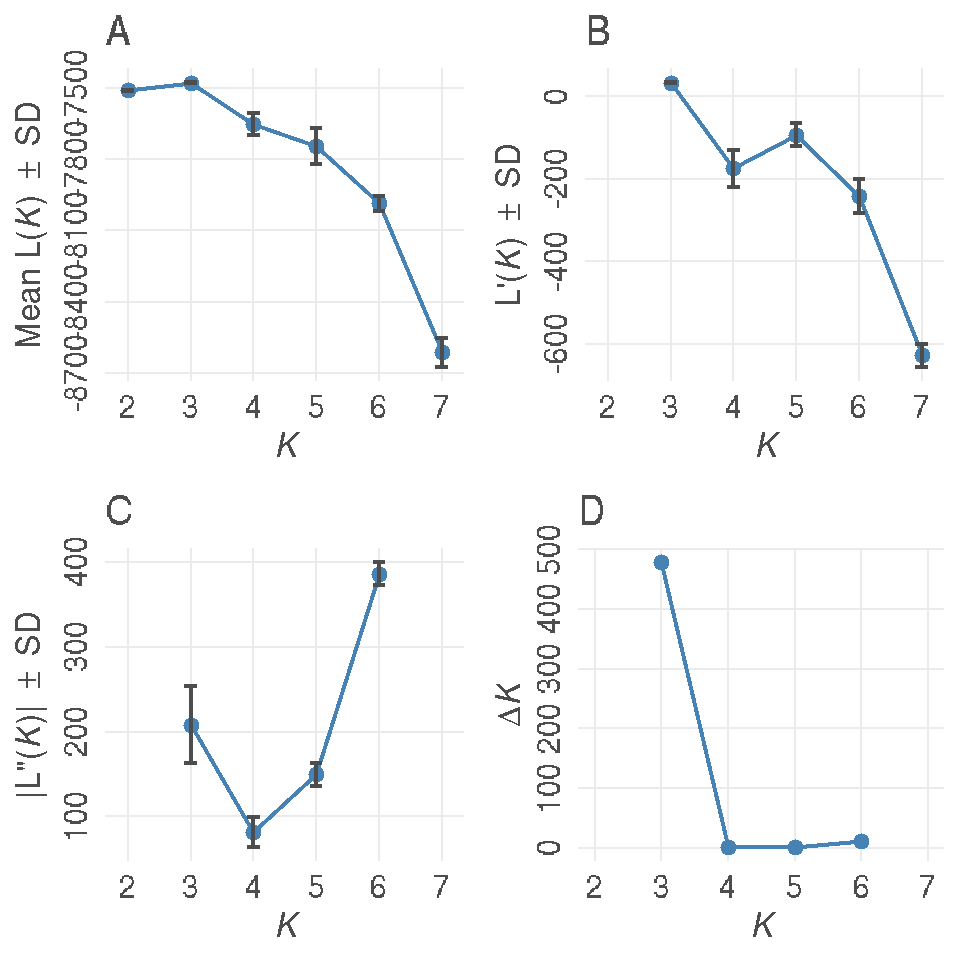 A
Mean L(K) ± SD
-8700 -8400 -8100 -7800 -7500
2 3 4 5 6 7
K
B
L'(K) ± SD
-600 -400 -200 0
2 3 4 5 6 7
K
C
|L"(K)| ± SD
100 200 300 400
2 3 4 5 6 7
K
D
ΔK
0 100 200 300 400 500
2 3 4 5 6 7
K